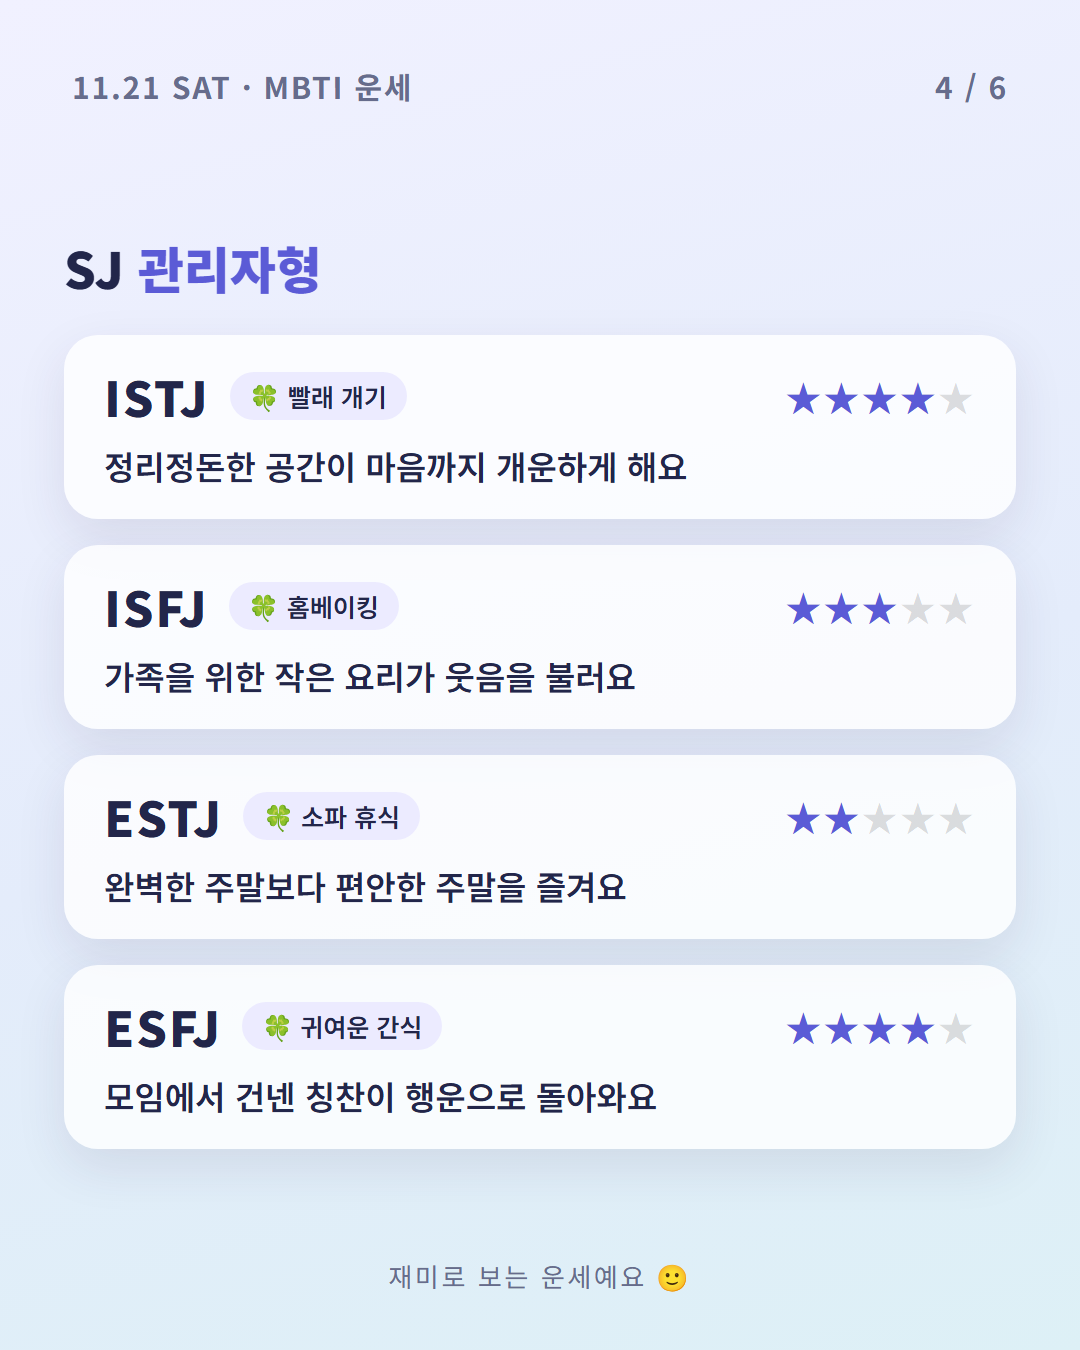 11.21 SAT · MBTI 운세
4 / 6
SJ 관리자형
ISTJ 🍀 빨래 개기 ★★★★★
정리정돈한 공간이 마음까지 개운하게 해요
ISFJ 🍀 홈베이킹 ★★★★★
가족을 위한 작은 요리가 웃음을 불러요
ESTJ 🍀 소파 휴식 ★★★★★
완벽한 주말보다 편안한 주말을 즐겨요
ESFJ 🍀 귀여운 간식 ★★★★★
모임에서 건넨 칭찬이 행운으로 돌아와요
재미로 보는 운세예요 🙂